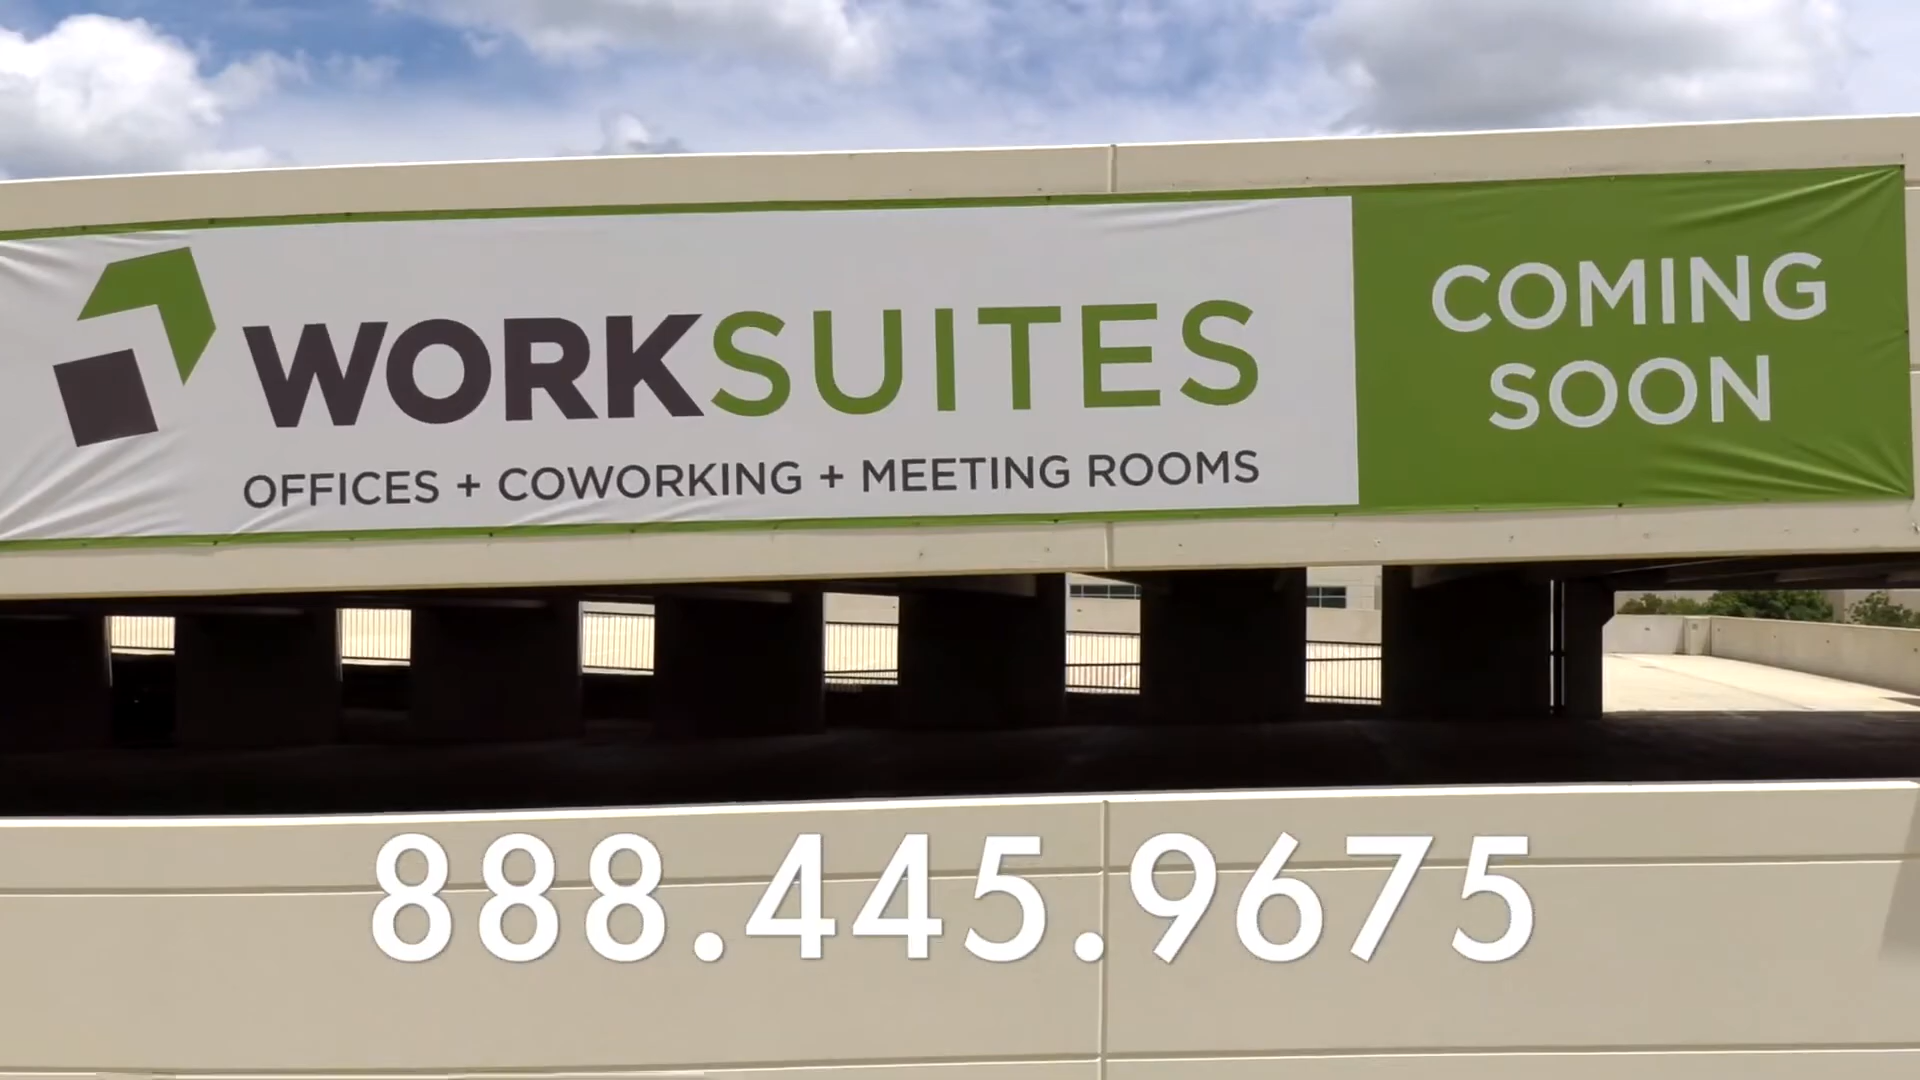 WORKSUITES
OFFICES + COWORKING + MEETING ROOMS
COMING
SOON
888.445.9675